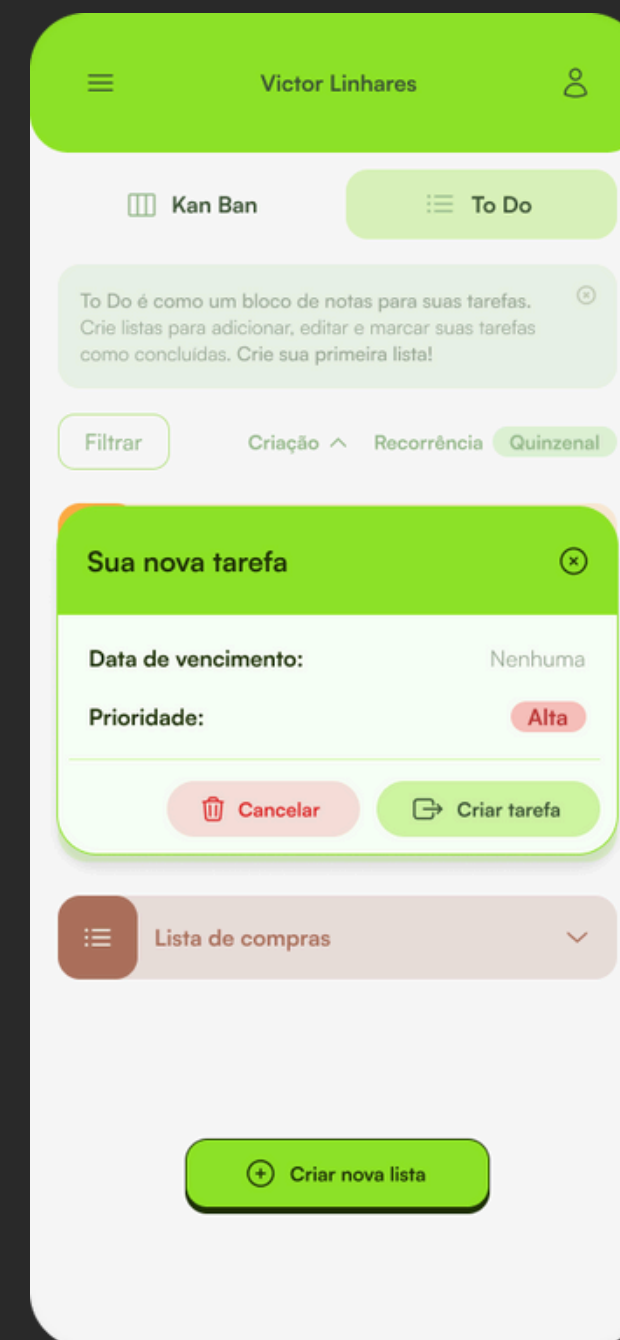 Victor Linhares
Kan Ban
To Do
To Do é como um bloco de notas para suas tarefas.
Crie listas para adicionar, editar e marcar suas tarefas
como concluídas. Crie sua primeira lista!
Filtrar
Criação
Recorrência
Quinzenal
Sua nova tarefa
Data de vencimento:
Nenhuma
Prioridade:
Alta
Cancelar
Criar tarefa
Lista de compras
Criar nova lista